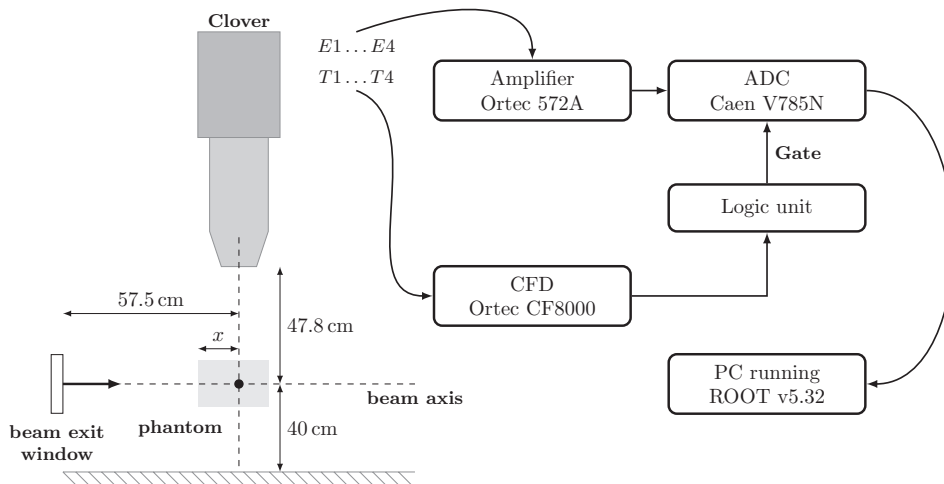 Clover
E1...E4
T1...T4
Amplifier
Ortec 572A
ADC
Caen V785N
Gate
Logic unit
CFD
Ortec CF8000
PC running
ROOT v5.32
57.5 cm
47.8 cm
x
beam axis
beam exit
window
phantom
40 cm